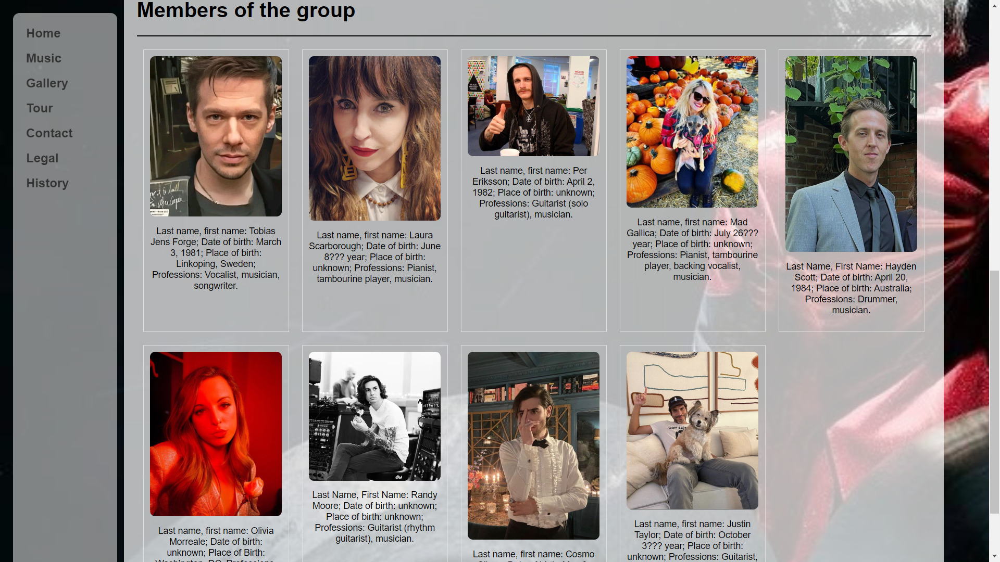 Members of the group
Home
Music
Gallery
Tour
Contact
Legal
History
Last name, first name: Tobias
Jens Forge; Date of birth: March
3, 1981; Place of birth:
Linkoping, Sweden;
Professions: Vocalist, musician,
songwriter.
Last name, first name: Laura
Scarborough; Date of birth: June
8??? year; Place of birth:
unknown; Professions: Pianist,
tambourine player, musician.
Last name, first name: Per
Eriksson; Date of birth: April 2,
1982; Place of birth: unknown;
Professions: Guitarist (solo
guitarist), musician.
Last name, first name: Mad
Gallica; Date of birth: July 26???
year; Place of birth: unknown;
Professions: Pianist, tambourine
player, backing vocalist,
musician.
Last Name, First Name: Hayden
Scott; Date of birth: April 20,
1984; Place of birth: Australia;
Professions: Drummer,
musician.
Last name, first name: Olivia
Morreale; Date of birth:
unknown; Place of Birth:
Washington, DC; Professions:
dw
Last Name, First Name: Randy
Moore; Date of birth: unknown;
Place of birth: unknown;
Professions: Guitarist (rhythm
guitarist), musician.
Last name, first name: Cosmo
Last name, first name: Justin
Taylor; Date of birth: October
3??? year; Place of birth:
unknown; Professions: Guitarist,